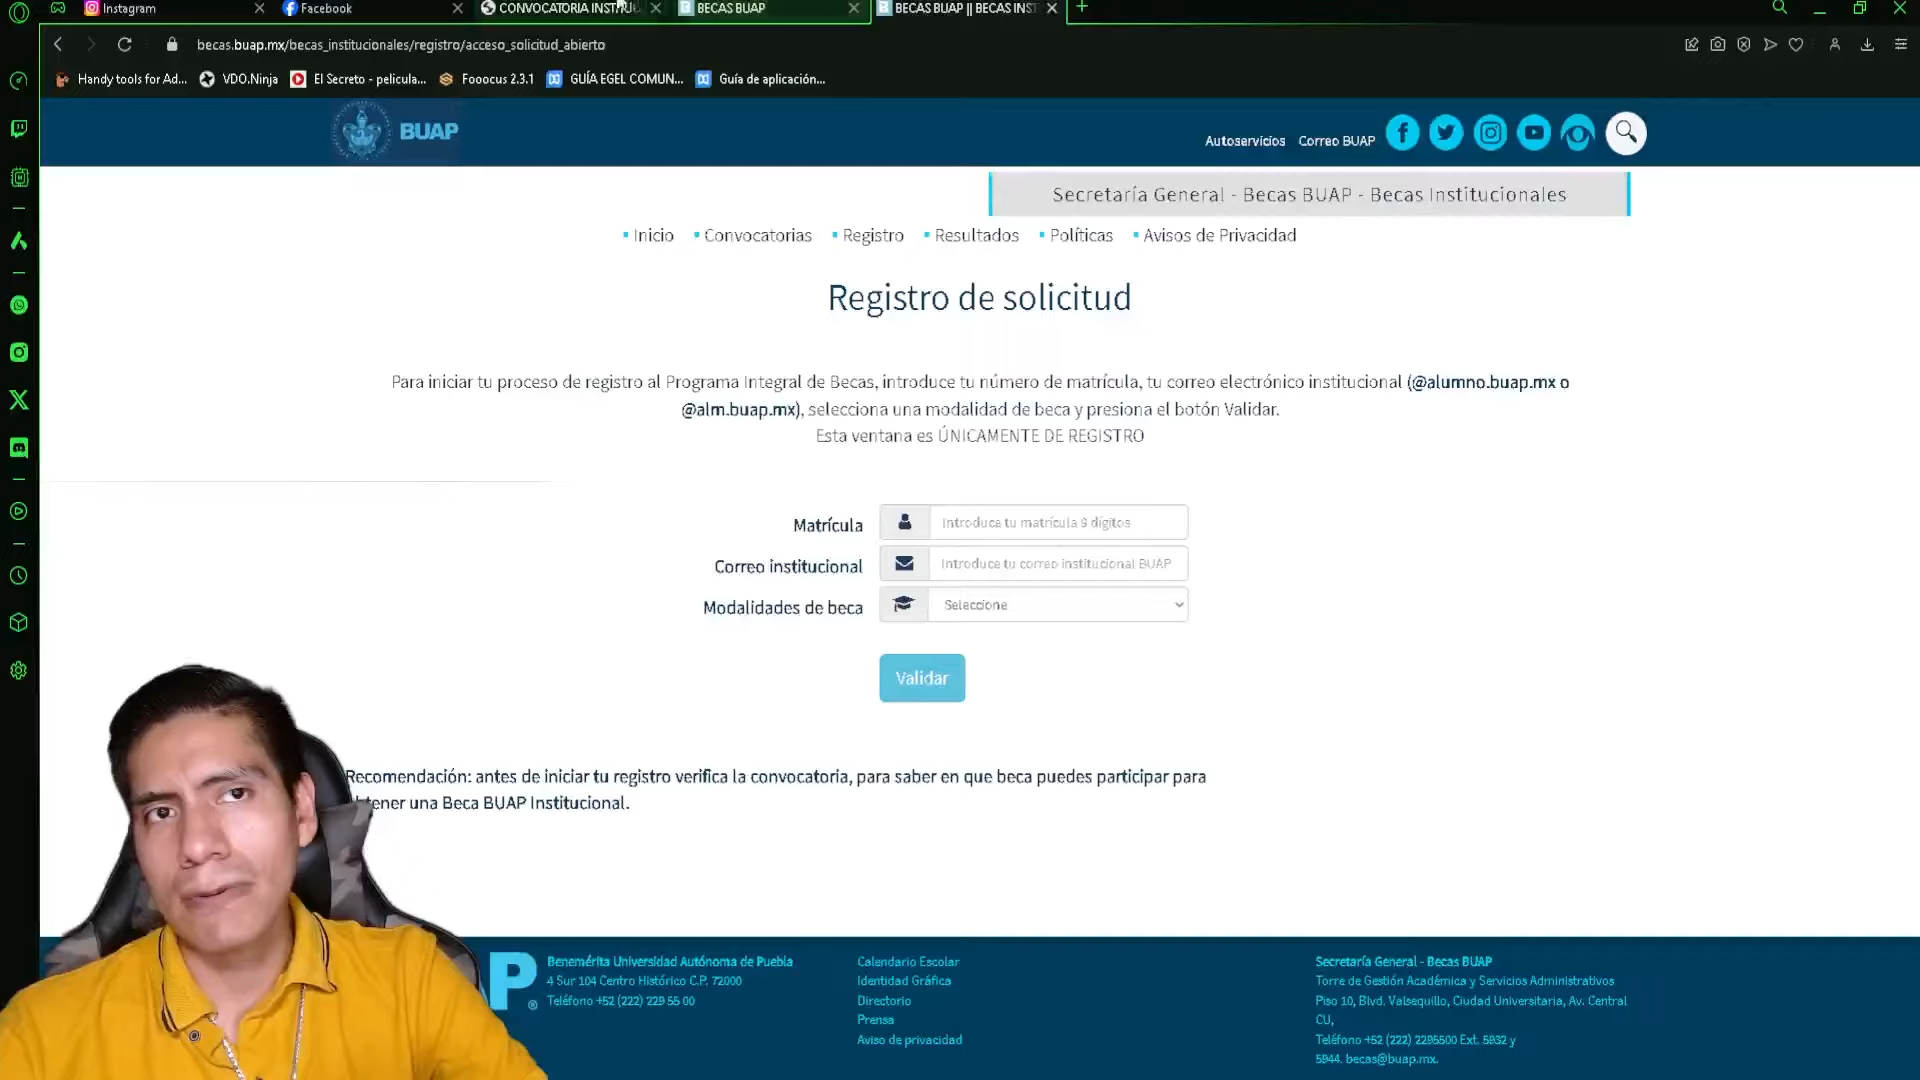 Instagram
Facebook
CONVOCATORIA INSTITU
BECAS BUAP
BECAS BUAP || BECAS INST
becas.buap.mx/becas_institucionales/registro/acceso_solicitud_abierto
Handy tools for Ad...
VDO.Ninja
El Secreto - pelicula...
Fooocus 2.3.1
GUÍA EGEL COMUN...
Guía de aplicación...
BUAP
Autoservicios
Correo BUAP
Secretaría General - Becas BUAP - Becas Institucionales
Inicio
Convocatorias
Registro
Resultados
Políticas
Avisos de Privacidad
Registro de solicitud
Para iniciar tu proceso de registro al Programa Integral de Becas, introduce tu número de matrícula, tu correo electrónico institucional (@alumno.buap.mx o
@alm.buap.mx), selecciona una modalidad de beca y presiona el botón Validar.
Esta ventana es ÚNICAMENTE DE REGISTRO
Matrícula
Introduce tu matrícula 9 dígitos
Correo institucional
Introduce tu correo institucional BUAP
Modalidades de beca
Seleccione
Validar
Recomendación: antes de iniciar tu registro verifica la convocatoria, para saber en que beca puedes participar para
tener una Beca BUAP Institucional.
P®
Benemérita Universidad Autónoma de Puebla
4 Sur 104 Centro Histórico C.P. 72000
Teléfono +52 (222) 229 55 00
Calendario Escolar
Identidad Gráfica
Directorio
Prensa
Aviso de privacidad
Secretaría General - Becas BUAP
Torre de Gestión Académica y Servicios Administrativos
Piso 10, Blvd. Valsequillo, Ciudad Universitaria, Av. Central
CU,
Teléfono +52 (222) 2295500 Ext. 5932 y
5944. becas@buap.mx.